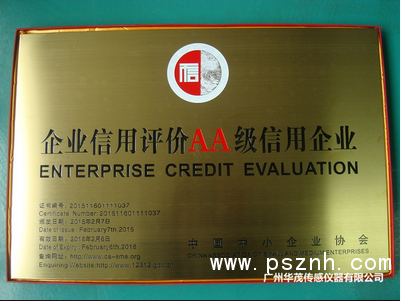 信
企业信用评价AA级信用企业
ENTERPRISE CREDIT EVALUATION
证书编号: 201511601111037
Certificate Number: 201511601111037
颁发日期: 2015年2月7日
Date of Issue: February7th,2015
有效日期: 2018年2月6日
Date of Expiry: February6th,2018
查询网址: http://www.ca-sme.org
Enquiring Website: http://www.12312.gov.cn
中国中小企业协会
ENTERPRISES
www.pszнh.com
广州华茂传感仪器有限公司